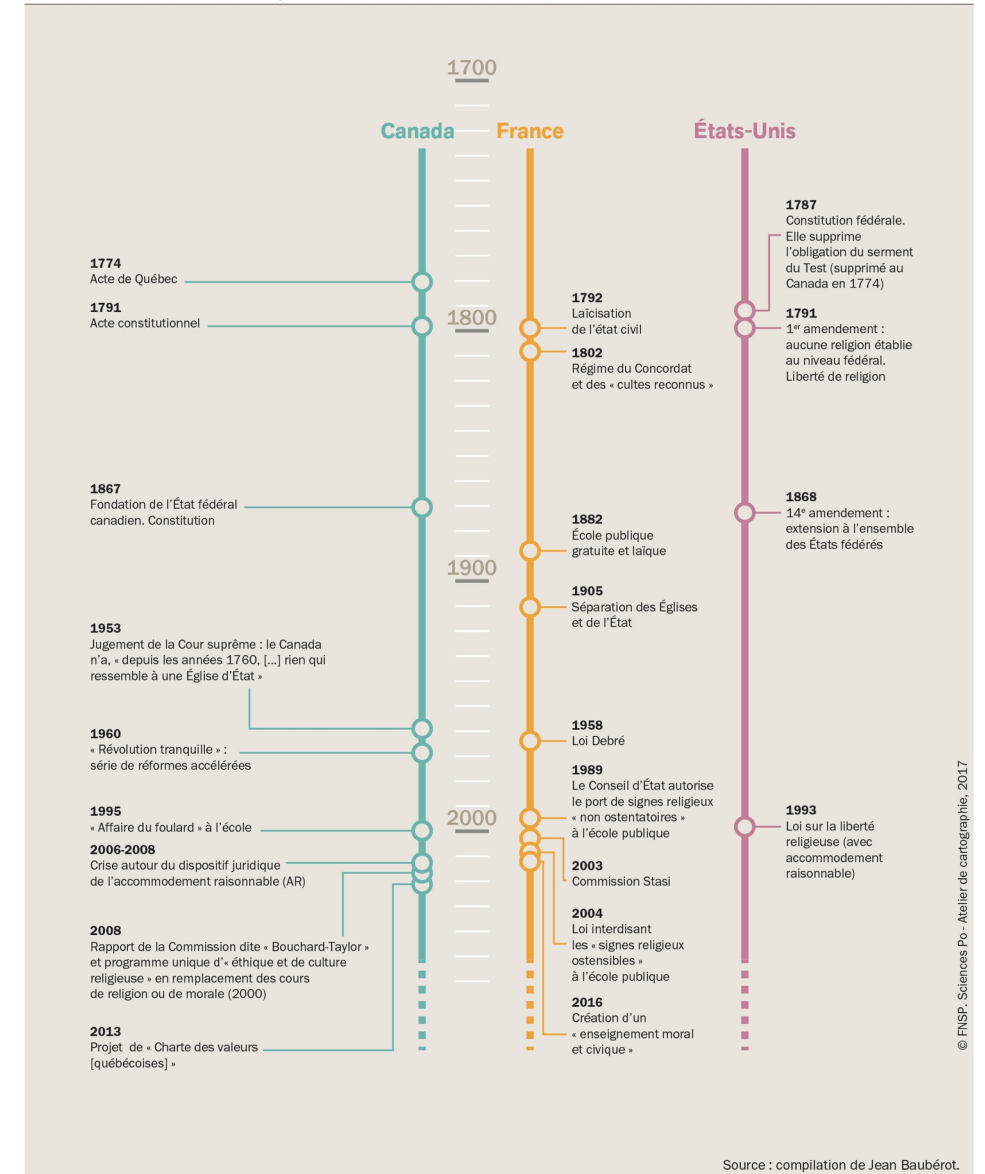 1700
Canada
France
États-Unis
1774
Acte de Québec
1791
Acte constitutionnel
1867
Fondation de l'État fédéral
canadien. Constitution
1953
Jugement de la Cour suprême : le Canada
n'a, « depuis les années 1760, [...] rien qui
ressemble à une Église d'État »
1960
« Révolution tranquille » :
série de réformes accélérées
1995
« Affaire du foulard » à l'école
2006-2008
Crise autour du dispositif juridique
de l'accommodement raisonnable (AR)
2008
Rapport de la Commission dite « Bouchard-Taylor »
et programme unique d'« éthique et de culture
religieuse » en remplacement des cours
de religion ou de morale (2000)
2013
Projet de « Charte des valeurs
[québécoises] »
1800
1900
2000
1792
Laïcisation
de l'état civil
1802
Régime du Concordat
et des « cultes reconnus »
1882
École publique
gratuite et laïque
1905
Séparation des Églises
et de l'État
1958
Loi Debré
1989
Le Conseil d'État autorise
le port de signes religieux
« non ostentatoires »
à l'école publique
2003
Commission Stasi
2004
Loi interdisant
les « signes religieux
ostensibles »
à l'école publique
2016
Création d'un
« enseignement moral
et civique »
1787
Constitution fédérale.
Elle supprime
l'obligation du serment
du Test (supprimé au
Canada en 1774)
1791
1er amendement :
aucune religion établie
au niveau fédéral.
Liberté de religion
1868
14e amendement :
extension à l'ensemble
des États fédérés
1993
Loi sur la liberté
religieuse (avec
accommodement
raisonnable)
© FNSP. Sciences Po - Atelier de cartographie, 2017
Source : compilation de Jean Baubérot.